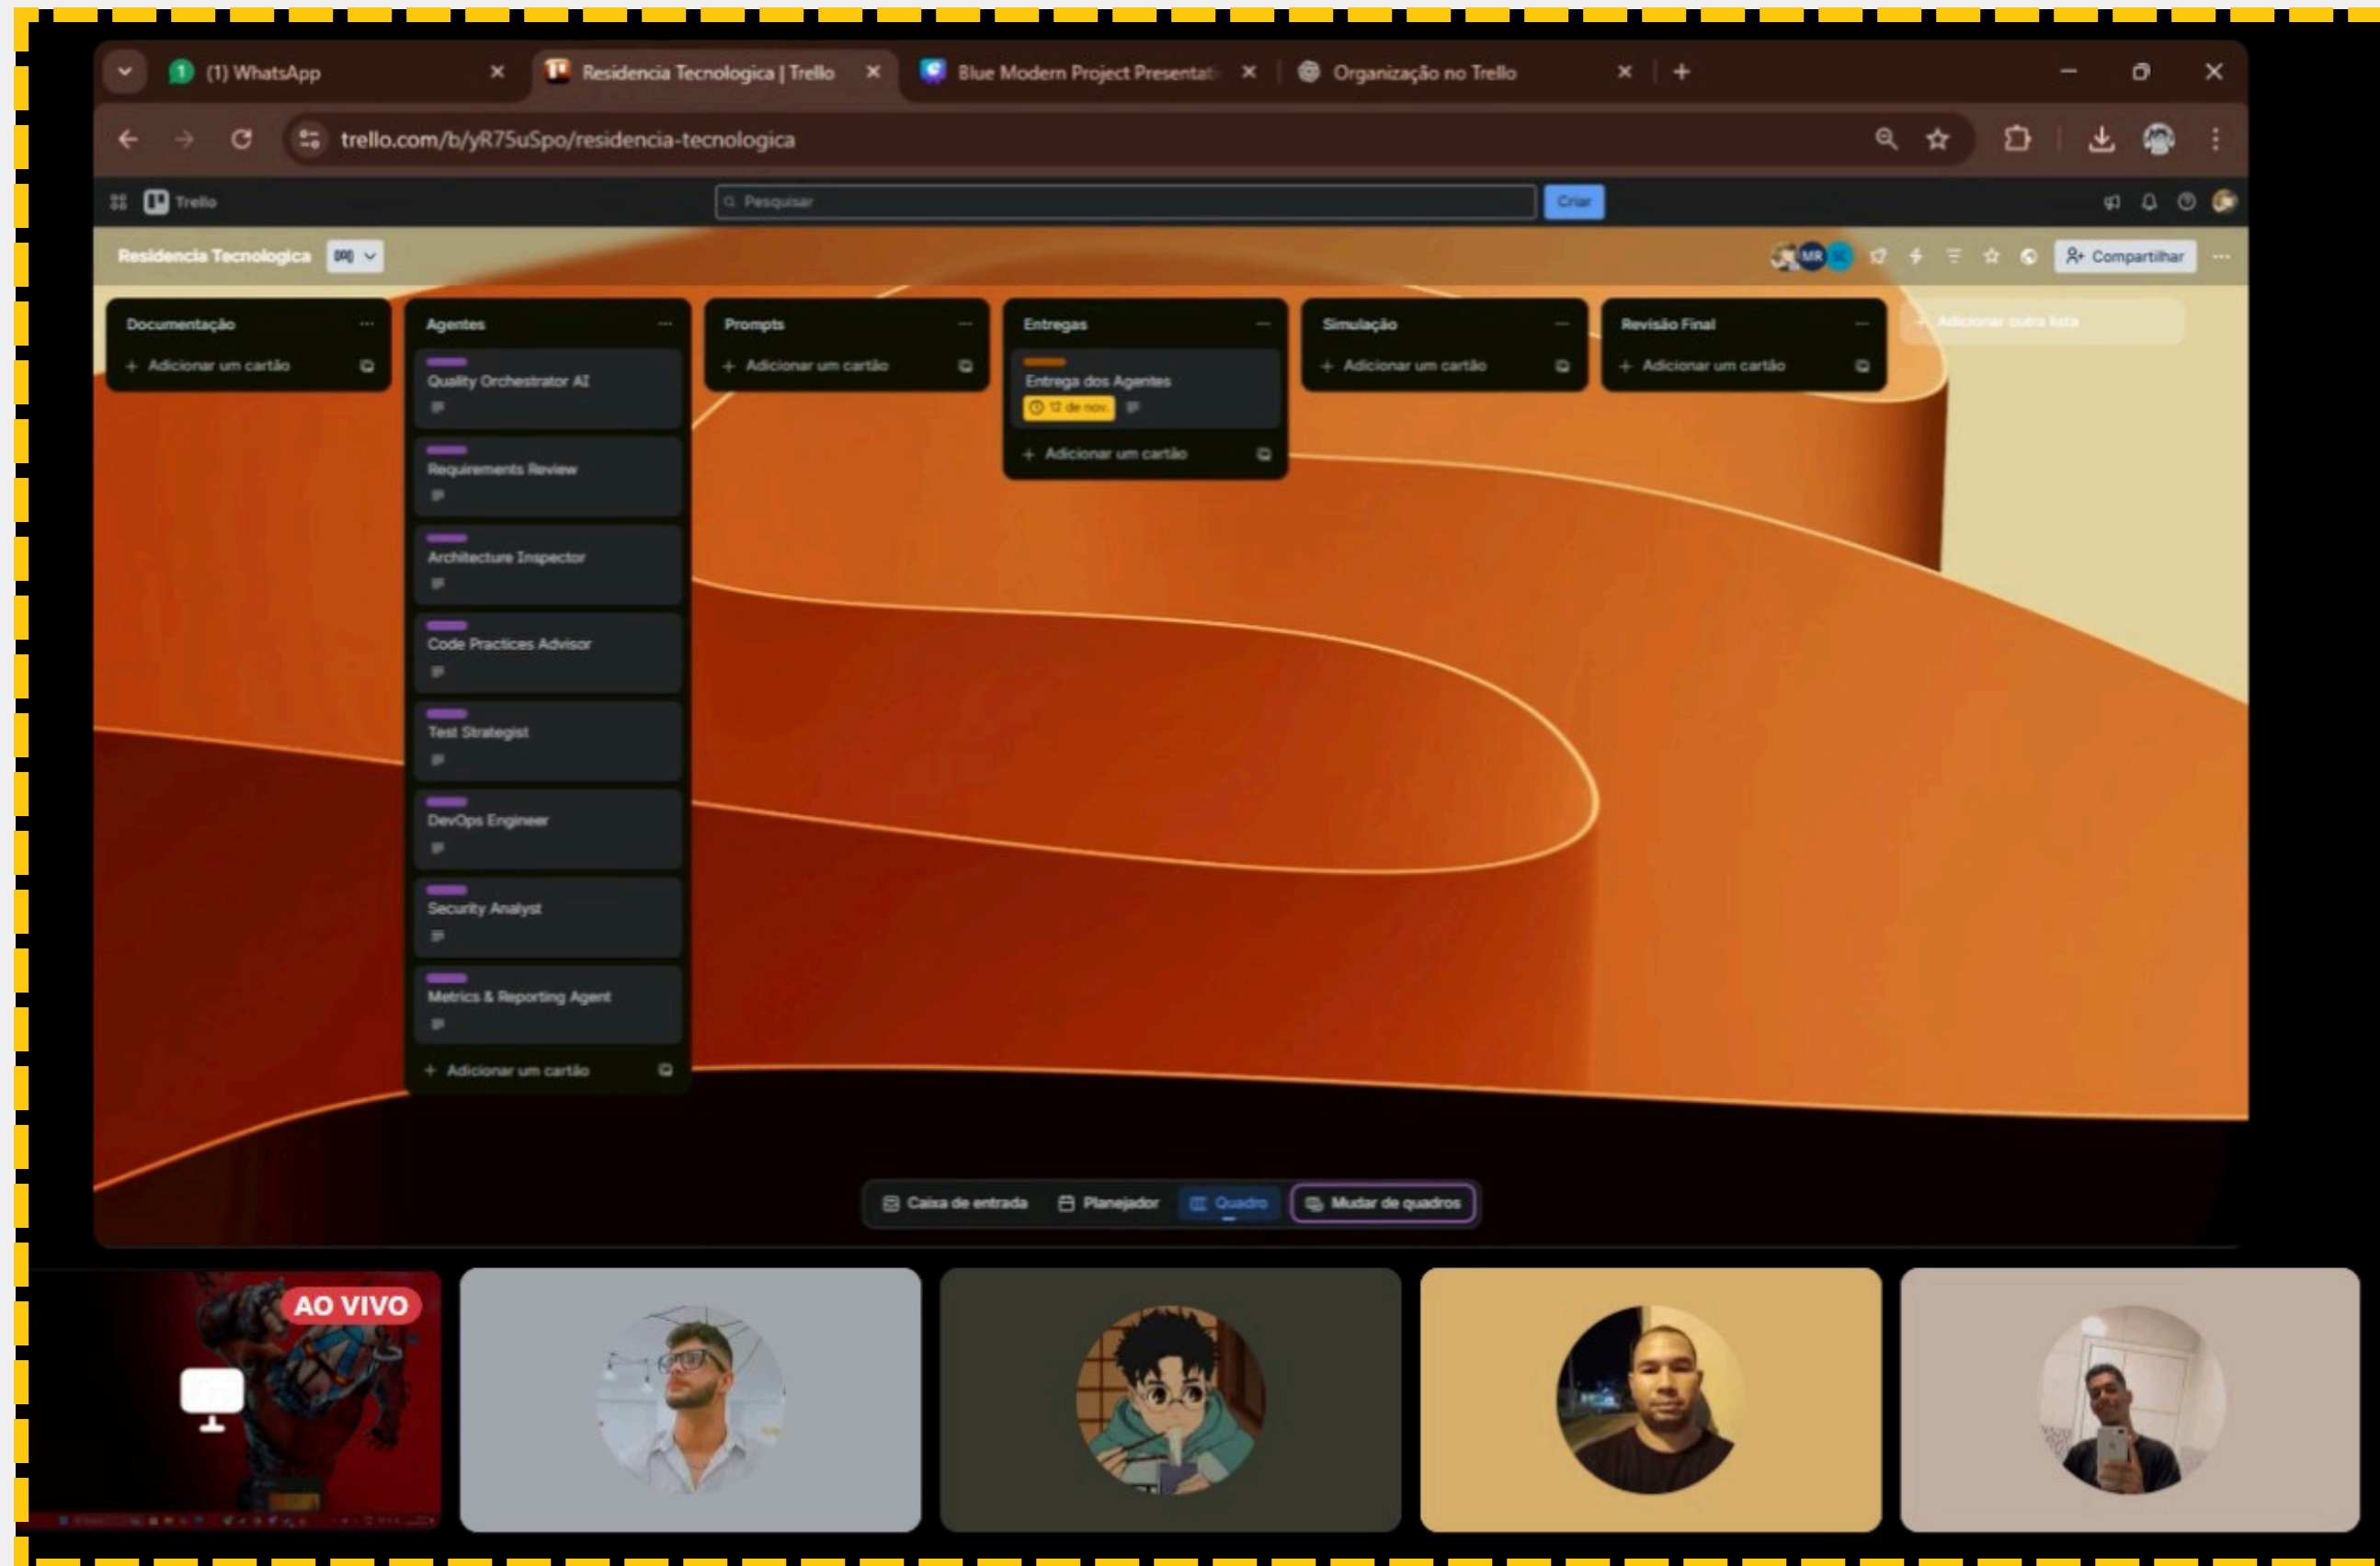 (1) WhatsApp
Residencia Tecnologica | Trello
Blue Modern Project Presentati
Organização no Trello
trello.com/b/yR75uSpo/residencia-tecnologica
Trello
Pesquisar
Criar
Residencia Tecnologica
MR
SC
Compartilhar
Documentação
Adicionar um cartão
Agentes
Quality Orchestrator AI
Requirements Review
Architecture Inspector
Code Practices Advisor
Test Strategist
DevOps Engineer
Security Analyst
Metrics & Reporting Agent
Adicionar um cartão
Prompts
Adicionar um cartão
Entregas
Entrega dos Agentes
12 de nov.
Adicionar um cartão
Simulação
Adicionar um cartão
Revisão Final
Adicionar um cartão
Adicionar outra lista
Caixa de entrada
Planejador
Quadro
Mudar de quadros
AO VIVO